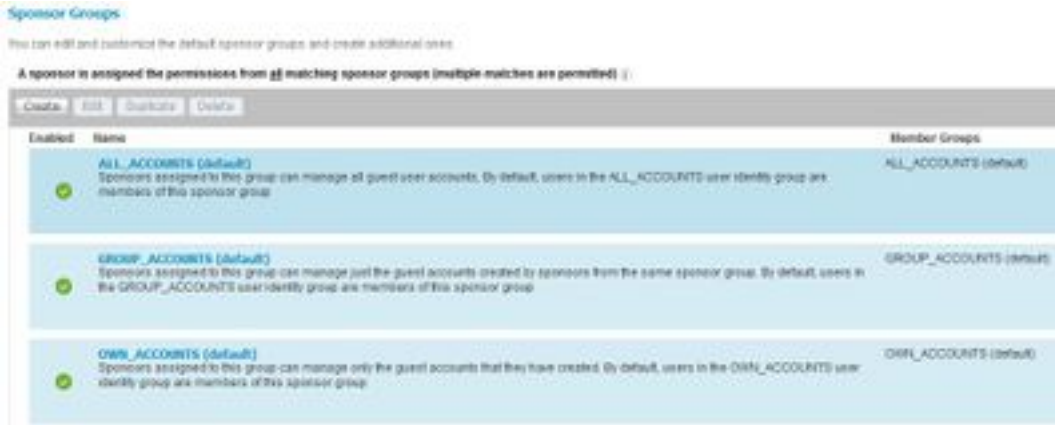 Sponsor Groups
You can edit and customize the default sponsor groups and create additional ones.
A sponsor is assigned the permissions from all matching sponsor groups (multiple matches are permitted)
Create Edit Duplicate Delete
Enabled Name Member Groups
ALL_ACCOUNTS (default) ALL_ACCOUNTS (default)
Sponsors assigned to this group can manage all guest user accounts. By default, users in the ALL_ACCOUNTS user identity group are
members of this sponsor group
GROUP_ACCOUNTS (default) GROUP_ACCOUNTS (default)
Sponsors assigned to this group can manage just the guest accounts created by sponsors from the same sponsor group. By default, users in
the GROUP_ACCOUNTS user identity group are members of this sponsor group
OWN_ACCOUNTS (default) OWN_ACCOUNTS (default)
Sponsors assigned to this group can manage only the guest accounts that they have created. By default, users in the OWN_ACCOUNTS user
identity group are members of this sponsor group